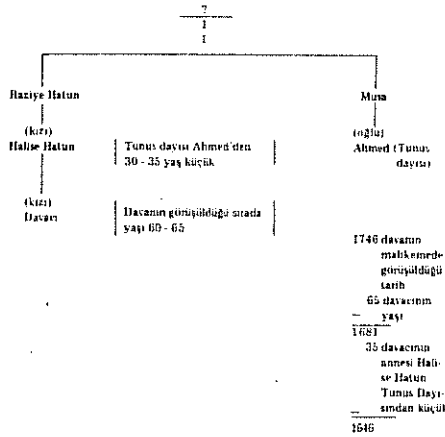 ?
1
1
Raziye Hatun
Musa
(kızı)
Halise Hatun
Tunus dayısı Ahmed'den
30 - 35 yaş küçük
(oğlu)
Ahmed (Tunus
dayısı)
(kızı)
Davacı
Davanın görüşüldüğü sırada
yaşı 60 - 65
1746 davanın
mahkemede
görüşüldüğü
tarih
65 davacının
— yaşı
1681
35 davacının
annesi Hali-
se Hatun
Tunus Dayı-
— sından küçük
1646